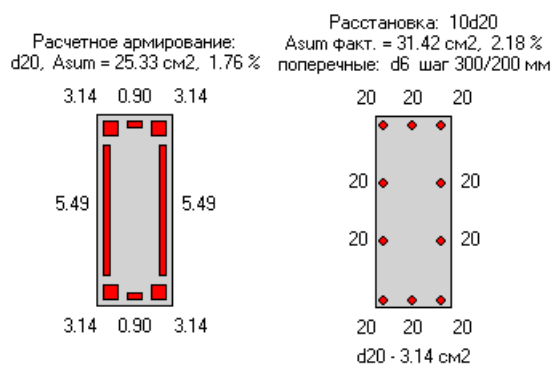 Расчетное армирование:
d20, Asum = 25.33 см2, 1.76 %
3.14 0.90 3.14
5.49 5.49
3.14 0.90 3.14
Расстановка: 10d20
Asum факт. = 31.42 см2, 2.18 %
поперечные: d6 шаг 300/200 мм
20 20 20
20 20
20 20
20 20 20
d20 - 3.14 см2